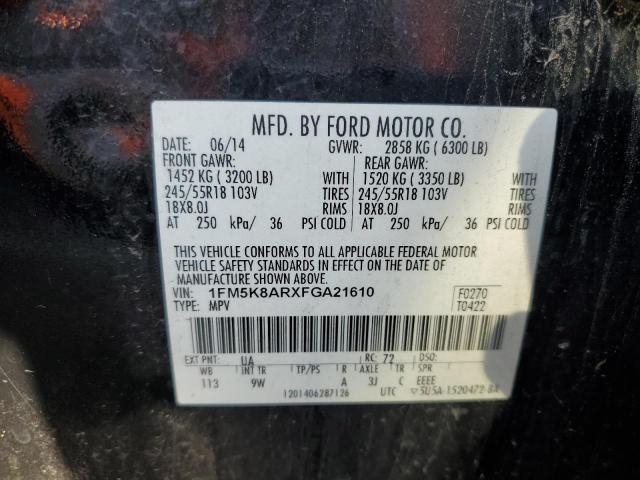 MFD. BY FORD MOTOR CO.
DATE: 06/14 GVWR: 2858 KG ( 6300 LB)
FRONT GAWR: REAR GAWR:
1452 KG ( 3200 LB) WITH 1520 KG ( 3350 LB) WITH
245/55R18 103V TIRES 245/55R18 103V TIRES
18X8.0J RIMS 18X8.0J RIMS
AT 250 kPa/ 36 PSI COLD AT 250 kPa/ 36 PSI COLD
THIS VEHICLE CONFORMS TO ALL APPLICABLE FEDERAL MOTOR
VEHICLE SAFETY STANDARDS IN EFFECT ON THE DATE OF
MANUFACTURE SHOWN ABOVE.
VIN: 1FM5K8ARXFGA21610 F0270
TYPE: MPV T0422
EXT PNT: UA RC: 72 DSO:
WB INT TR TP/PS R AXLE TR SPR
113 9W A 3J C EEEE
1201406287126 UTC ▽5U5A-1520472-BA